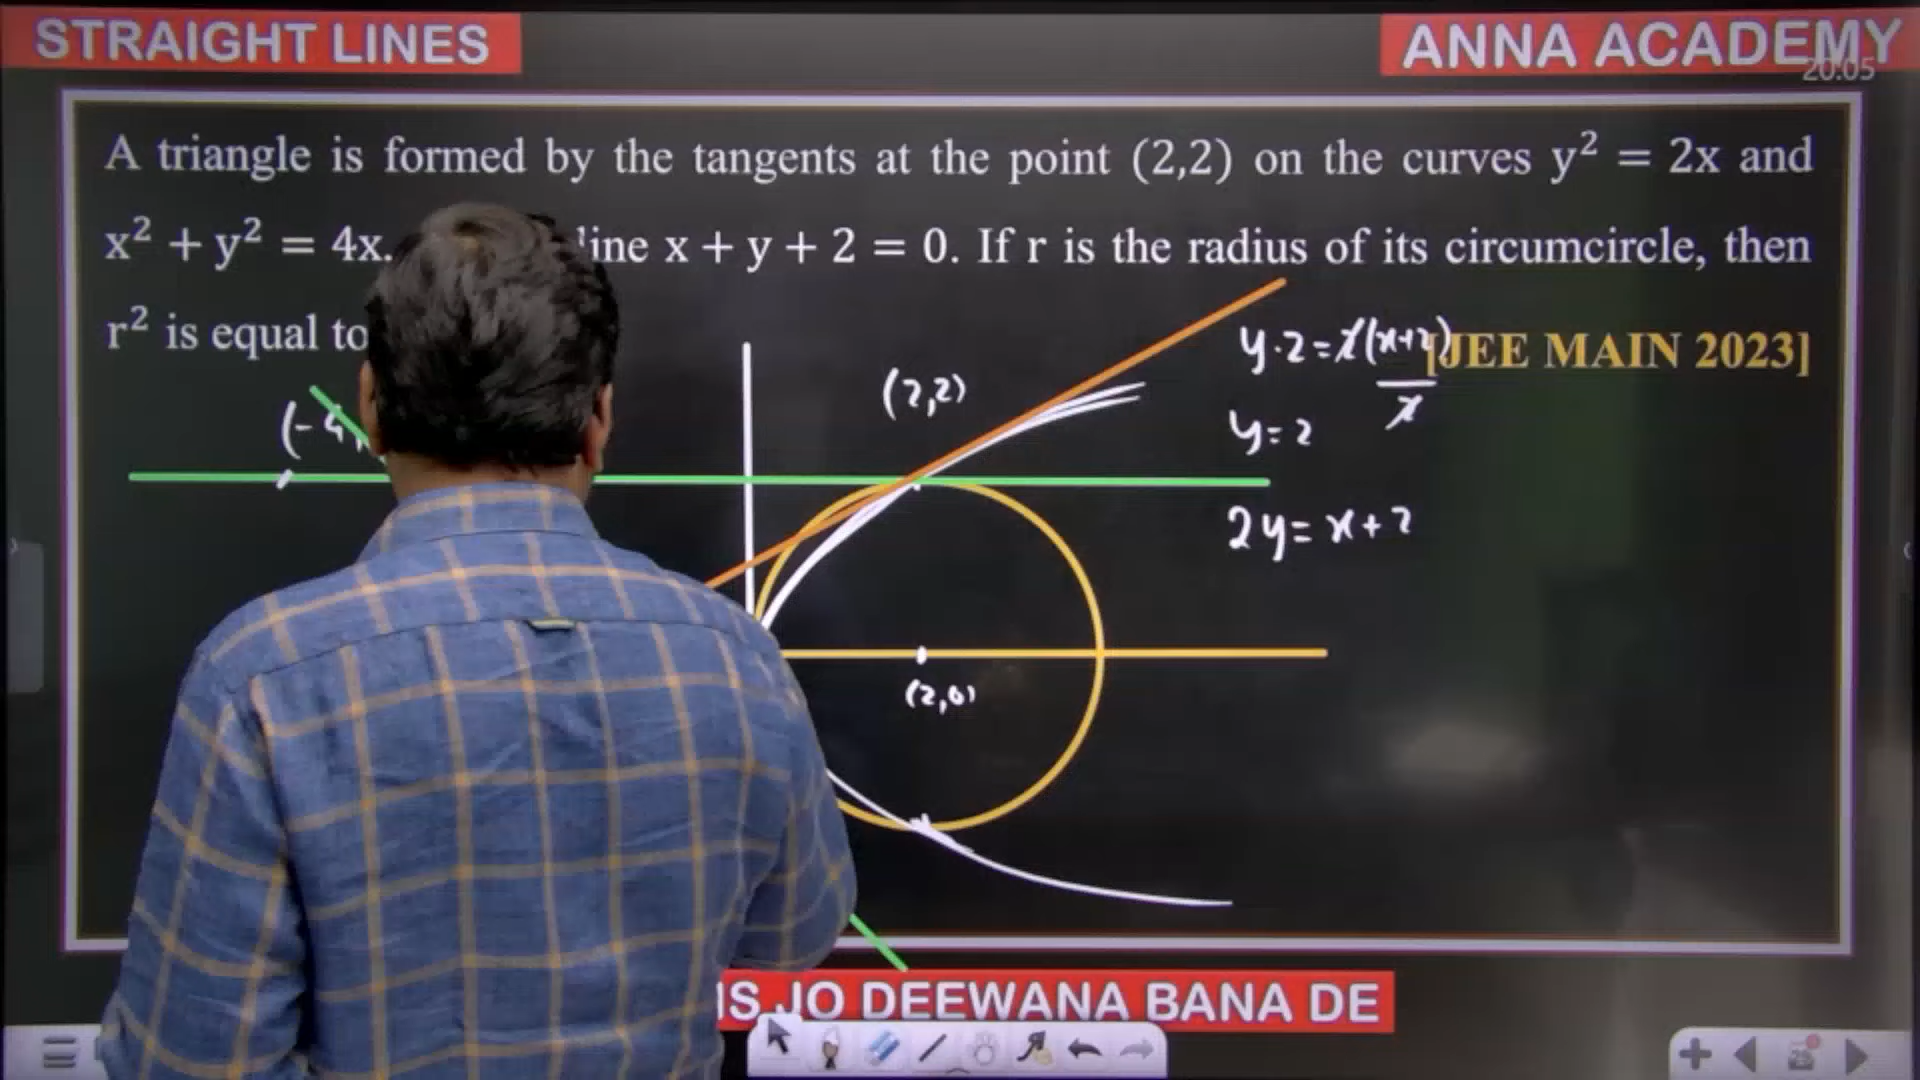 STRAIGHT LINES
ANNA ACADEMY
20:05
A triangle is formed by the tangents at the point (2,2) on the curves y² = 2x and
x² + y² = 4x. line x + y + 2 = 0. If r is the radius of its circumcircle, then
r² is equal to
[JEE MAIN 2023]
y·2 = 2(x+2)
2
(2,2)
(-4,
y = 2
2y = x + 2
(2,0)
IS JO DEEWANA BANA DE